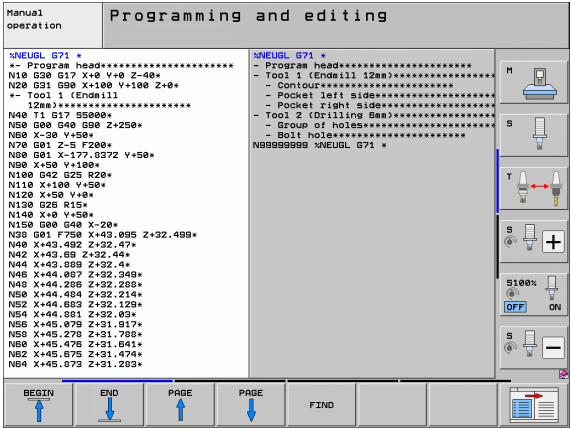 Manual
operation
Programming and editing
%NEUGL G71 *
*- Program head***********************
N10 G30 G17 X+0 Y+0 Z-40*
N20 G31 G90 X+100 Y+100 Z+0*
*- Tool 1 (Endmill
12mm)***********************
N40 T1 G17 S5000*
N50 G00 G40 G90 Z+250*
N60 X-30 Y+50*
N70 G01 Z-5 F200*
N80 G01 X-177.8372 Y+50*
N90 X+50 Y+100*
N100 G42 G25 R20*
N110 X+100 Y+50*
N120 X+50 Y+0*
N130 G26 R15*
N140 X+0 Y+50*
N150 G00 G40 X-20*
N38 G01 F750 X+43.095 Z+32.499*
N40 X+43.492 Z+32.47*
N42 X+43.69 Z+32.44*
N44 X+43.889 Z+32.4*
N46 X+44.087 Z+32.349*
N48 X+44.286 Z+32.288*
N50 X+44.484 Z+32.214*
N52 X+44.683 Z+32.129*
N54 X+44.881 Z+32.03*
N56 X+45.079 Z+31.917*
N58 X+45.278 Z+31.788*
N60 X+45.476 Z+31.641*
N62 X+45.675 Z+31.474*
N64 X+45.873 Z+31.283*
%NEUGL G71 *
- Program head***********************
- Tool 1 (Endmill 12mm)******************
- Contour***********************
- Pocket left side********************
- Pocket right side*******************
- Tool 2 (Drilling 6mm)******************
- Group of holes***********************
- Bolt hole***********************
N99999999 %NEUGL G71 *
M
S
T
S
+
S100%
OFF ON
S
-
BEGIN
END
PAGE
PAGE
FIND